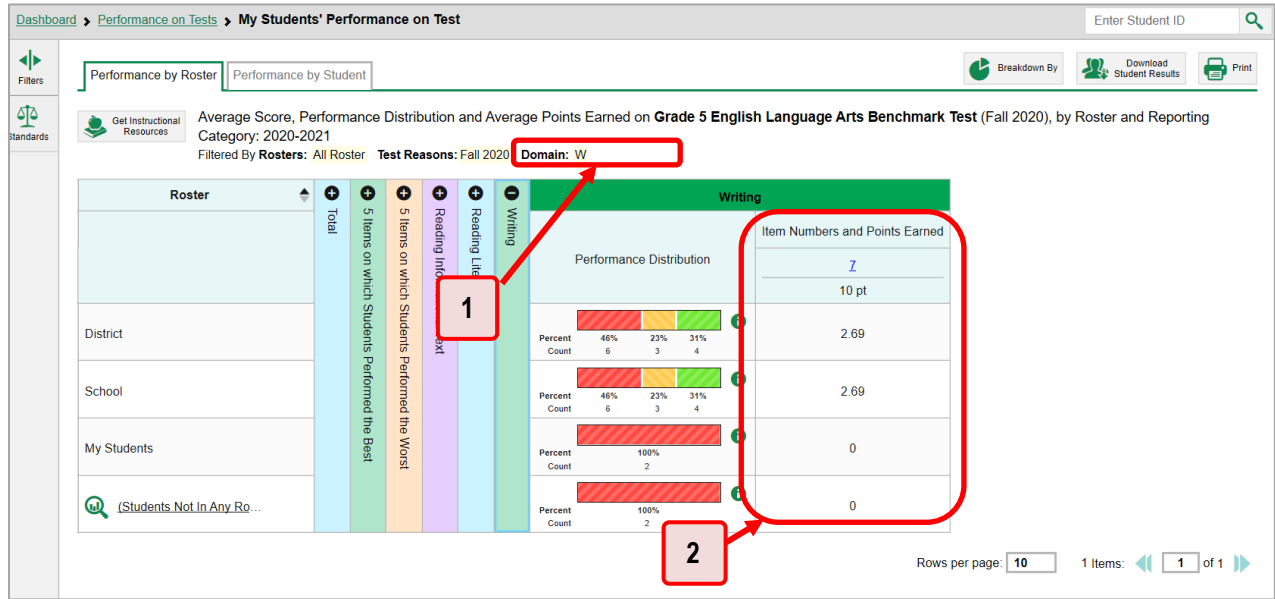 Dashboard > Performance on Tests > My Students' Performance on Test
Enter Student ID
Filters
Standards
Performance by Roster
Performance by Student
Breakdown By
Download
Student Results
Print
Get Instructional
Resources
Average Score, Performance Distribution and Average Points Earned on Grade 5 English Language Arts Benchmark Test (Fall 2020), by Roster and Reporting
Category: 2020-2021
Filtered By Rosters: All Roster Test Reasons: Fall 2020 Domain: W
Roster
Total
5 Items on which Students Performed the Best
5 Items on which Students Performed the Worst
Reading Info
ext
Reading Lite
Writing
Writing
Performance Distribution
Item Numbers and Points Earned
7
10 pt
1
District
Percent 46% 23% 31%
Count 6 3 4
2.69
School
Percent 46% 23% 31%
Count 6 3 4
2.69
My Students
Percent 100%
Count 2
0
(Students Not In Any Ro...
Percent 100%
Count 2
0
2
Rows per page: 10 1 Items: 1 of 1